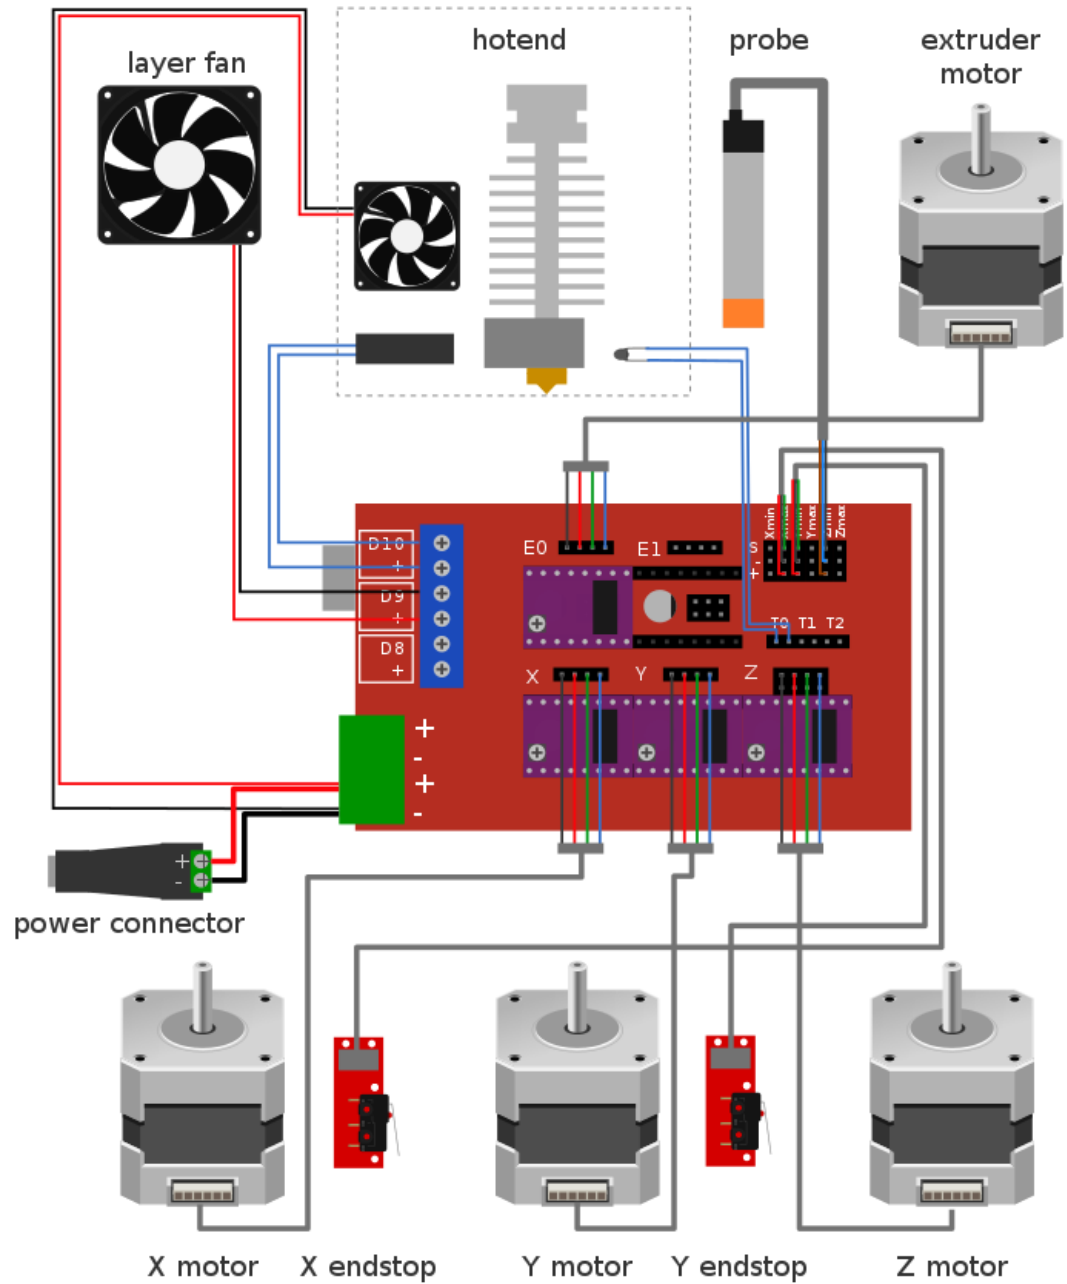 layer fan
hotend
probe
extruder
motor
Xmin
Ymax
Zmax
D10
+
D9
+
D8
+
E0
E1
S
-
+
T0 T1 T2
X
Y
Z
+
-
+
-
+
-
power connector
X motor
X endstop
Y motor
Y endstop
Z motor